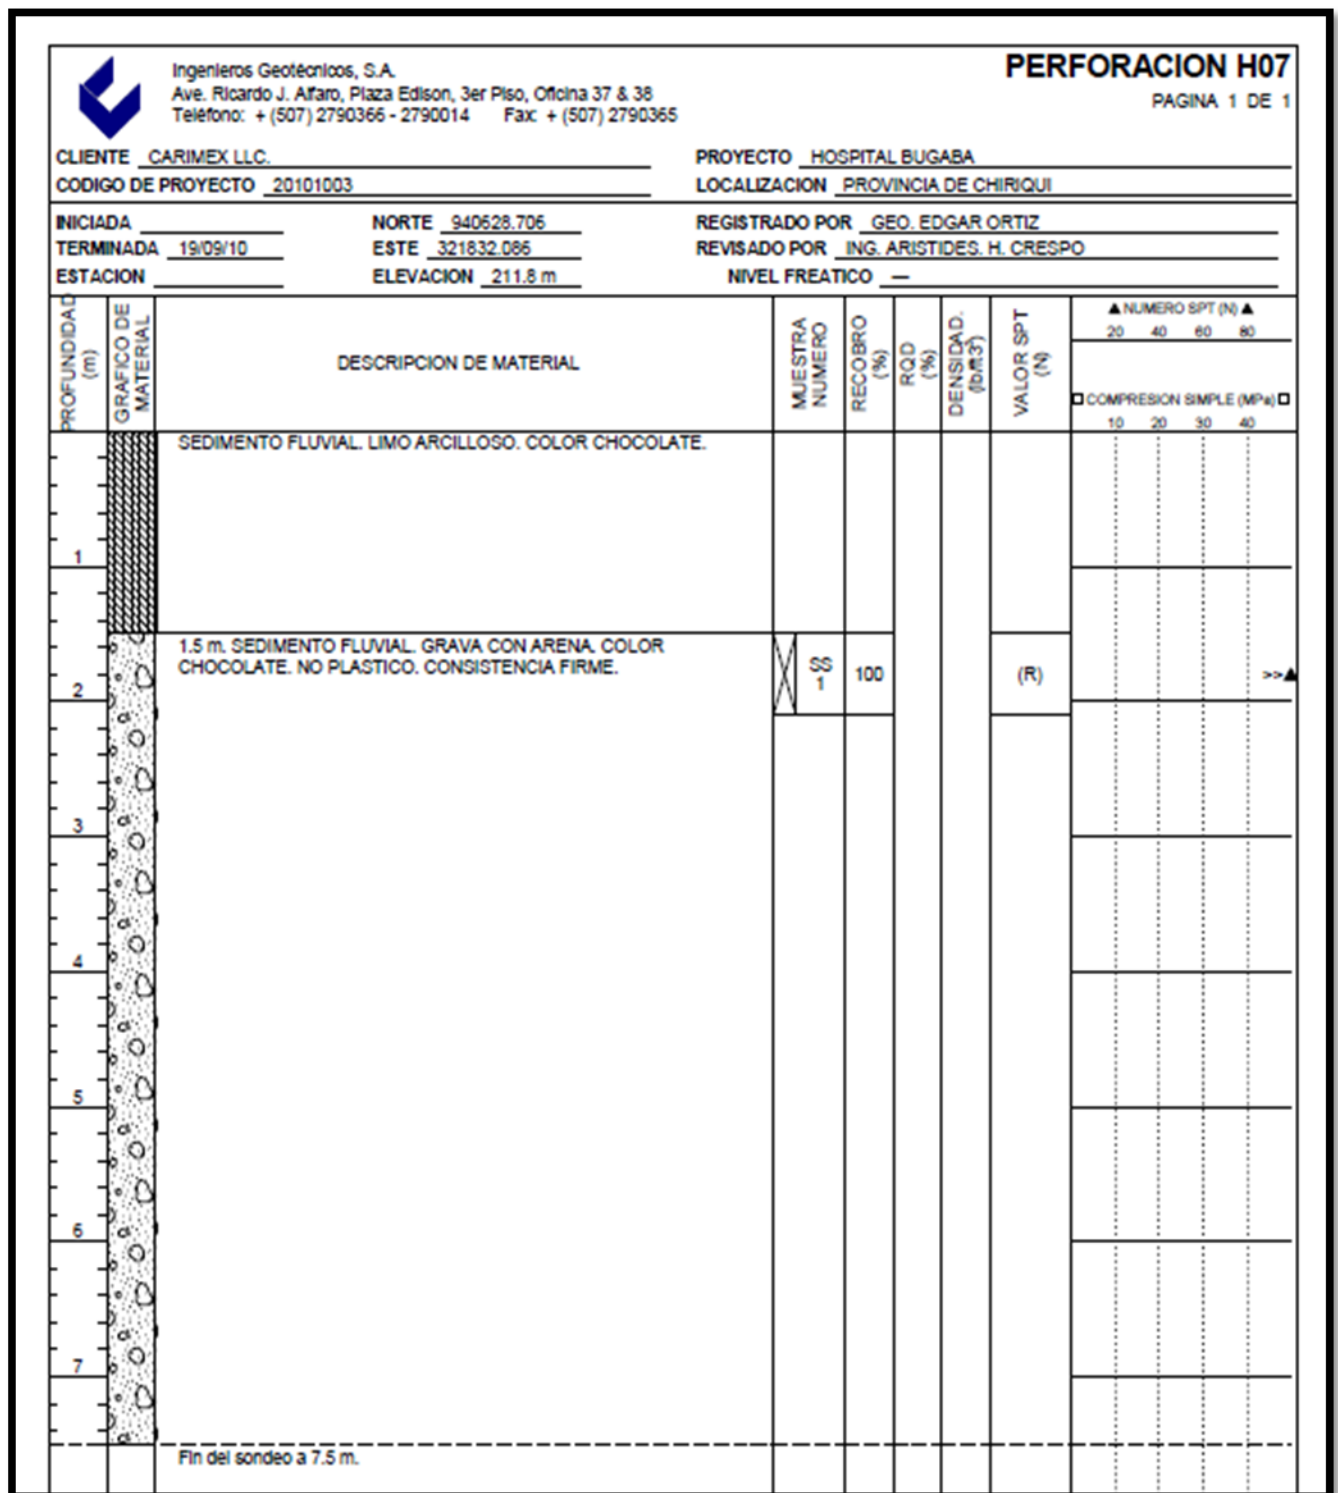 Ingenieros Geotécnicos, S.A.
Ave. Ricardo J. Alfaro, Plaza Edison, 3er Piso, Oficina 37 & 38
Teléfono: + (507) 2790366 - 2790014 Fax: + (507) 2790365
PERFORACION H07
PAGINA 1 DE 1
CLIENTE CARIMEX LLC.
PROYECTO HOSPITAL BUGABA
CODIGO DE PROYECTO 20101003
LOCALIZACION PROVINCIA DE CHIRIQUI
INICIADA
NORTE 940628.706
REGISTRADO POR GEO. EDGAR ORTIZ
TERMINADA 19/09/10
ESTE 321832.086
REVISADO POR ING. ARISTIDES. H. CRESPO
ESTACION
ELEVACION 211.8 m
NIVEL FREATICO —
PROFUNDIDAD (m)
GRAFICO DE MATERIAL
DESCRIPCION DE MATERIAL
MUESTRA NUMERO
RECOBRO (%)
RQD (%)
DENSIDAD. (lb/ft3)
VALOR SPT (N)
▲ NUMERO SPT (N) ▲
20 40 60 80
□ COMPRESION SIMPLE (MPa) □
10 20 30 40
SEDIMENTO FLUVIAL. LIMO ARCILLOSO. COLOR CHOCOLATE.
1
1.5 m. SEDIMENTO FLUVIAL. GRAVA CON ARENA. COLOR
CHOCOLATE. NO PLASTICO. CONSISTENCIA FIRME.
SS
1
100
(R)
>>▲
2
3
4
5
6
7
Fin del sondeo a 7.5 m.